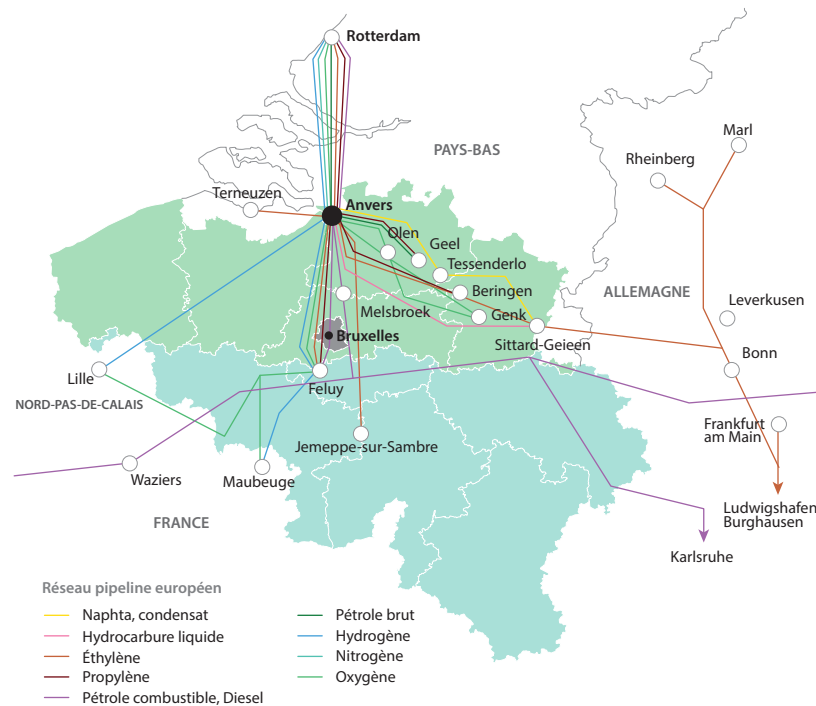 Rotterdam
Marl
PAYS-BAS
Rheinberg
Terneuzen
Anvers
Olen
Geel
Tessenderlo
ALLEMAGNE
Beringen
Leverkusen
Melsbroek
Genk
Bruxelles
Sittard-Geieen
Bonn
Lille
Feluy
NORD-PAS-DE-CALAIS
Frankfurt
am Main
Jemeppe-sur-Sambre
Waziers
Maubeuge
Ludwigshafen
Burghausen
FRANCE
Karlsruhe
Réseau pipeline européen
Naphta, condensat
Hydrocarbure liquide
Éthylène
Propylène
Pétrole combustible, Diesel
Pétrole brut
Hydrogène
Nitrogène
Oxygène